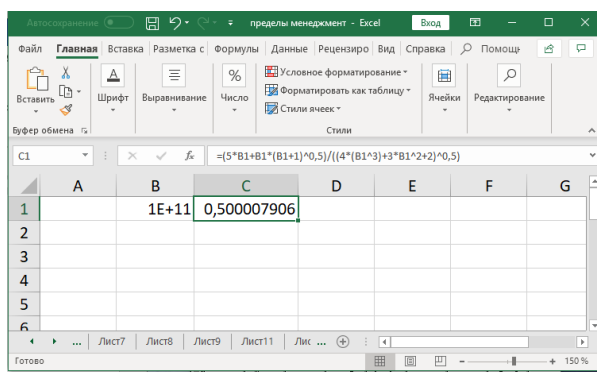 Автосохранение пределы менеджмент - Excel Вход
Файл Главная Вставка Разметка с Формулы Данные Рецензиро Вид Справка Помощн
Вставить Шрифт Выравнивание Число Условное форматирование Ячейки Редактирование
Форматировать как таблицу
Стили ячеек
Буфер обмена Стили
C1 fx =(5*B1+B1*(B1+1)^0,5)/((4*(B1^3)+3*B1^2+2)^0,5)
A B C D E F G
1 1E+11 0,500007906
2
3
4
5
6
... Лист7 Лист8 Лист9 Лист11 Лис ...
Готово 150 %